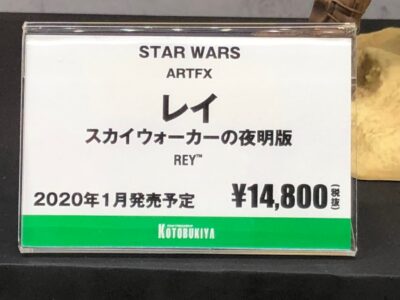 STAR WARS
ARTFX
レイ
スカイウォーカーの夜明版
REY™
2020年1月発売予定 ¥14,800(税抜)
KOTOBUKIYA